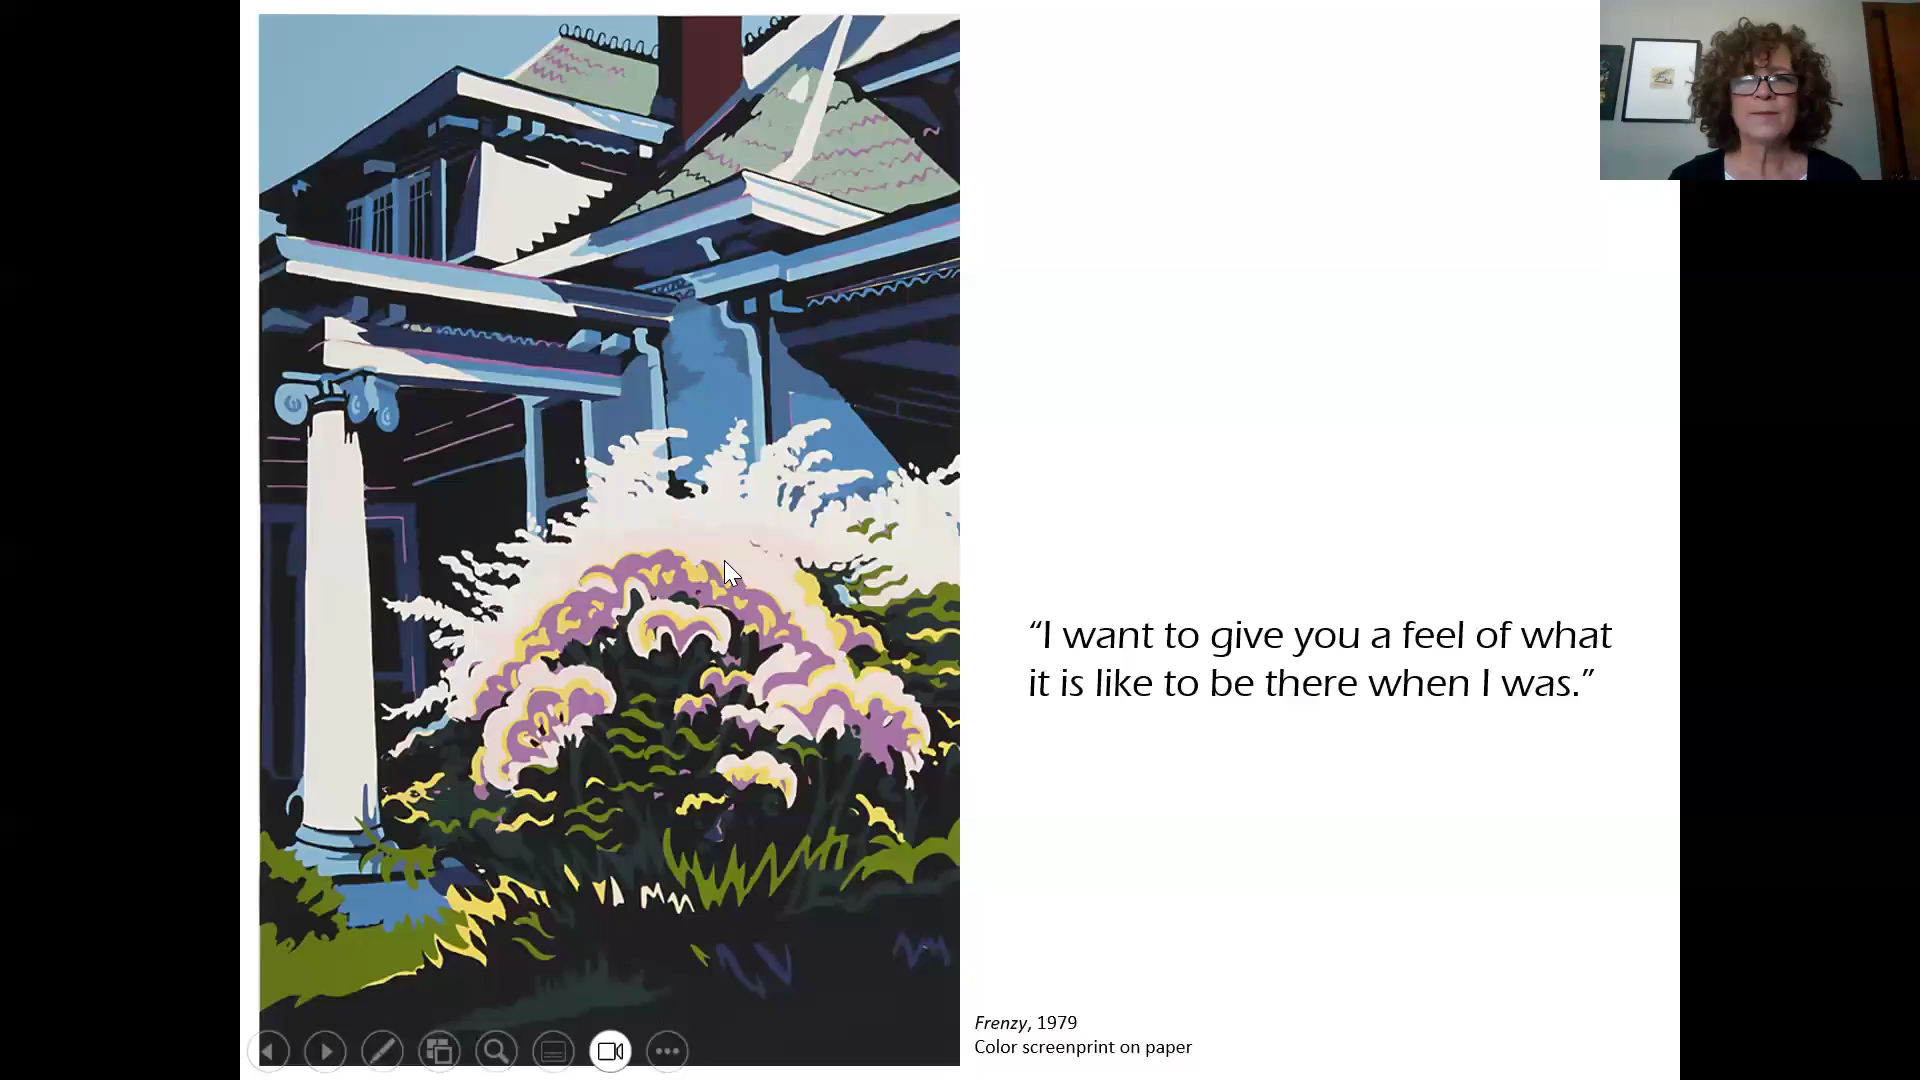 “I want to give you a feel of what
it is like to be there when I was.”
Frenzy, 1979
Color screenprint on paper